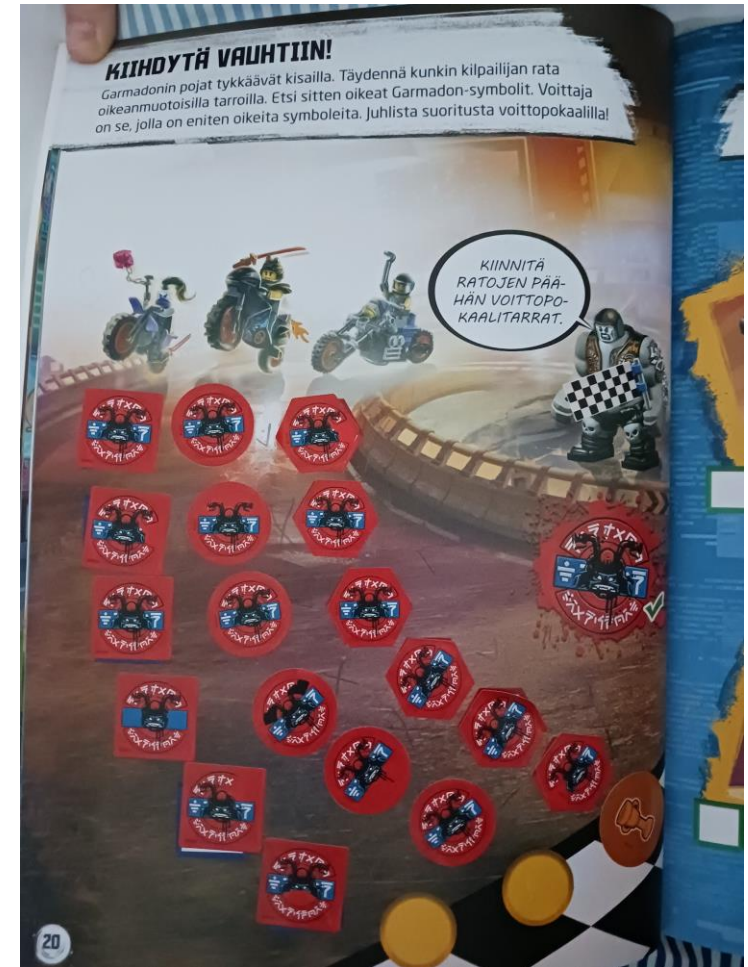 KIIHDYTÄ VAUHTIIN!
Garmadonin pojat tykkäävät kisailla. Täydennä kunkin kilpailijan rata
oikeanmuotoisilla tarroilla. Etsi sitten oikeat Garmadon-symbolit. Voittaja
on se, jolla on eniten oikeita symboleita. Juhlista suoritusta voittopokaalilla!
KIINNITÄ
RATOJEN PÄÄ-
HÄN VOITTOPO-
KAALITARRAT.
20